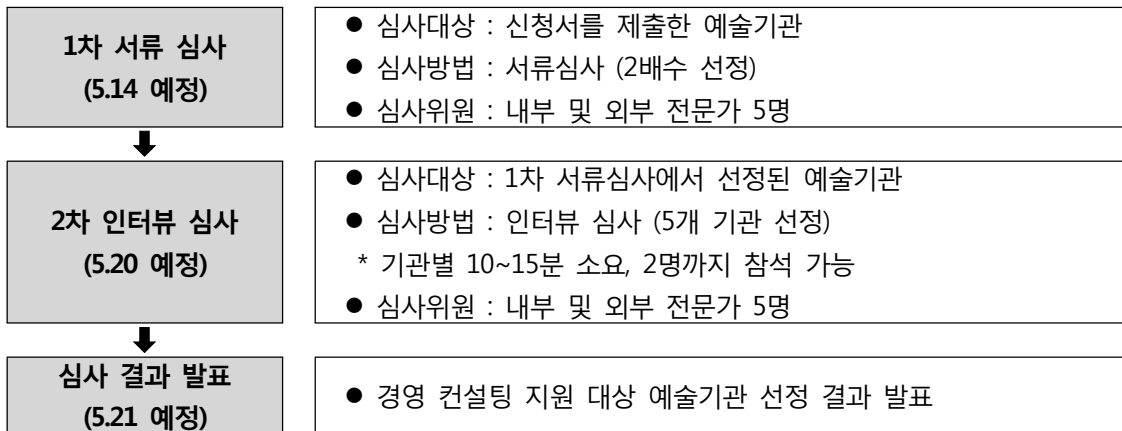 1차 서류 심사
(5.14 예정)
● 심사대상 : 신청서를 제출한 예술기관
● 심사방법 : 서류심사 (2배수 선정)
● 심사위원 : 내부 및 외부 전문가 5명
2차 인터뷰 심사
(5.20 예정)
● 심사대상 : 1차 서류심사에서 선정된 예술기관
● 심사방법 : 인터뷰 심사 (5개 기관 선정)
* 기관별 10~15분 소요, 2명까지 참석 가능
● 심사위원 : 내부 및 외부 전문가 5명
심사 결과 발표
(5.21 예정)
● 경영 컨설팅 지원 대상 예술기관 선정 결과 발표